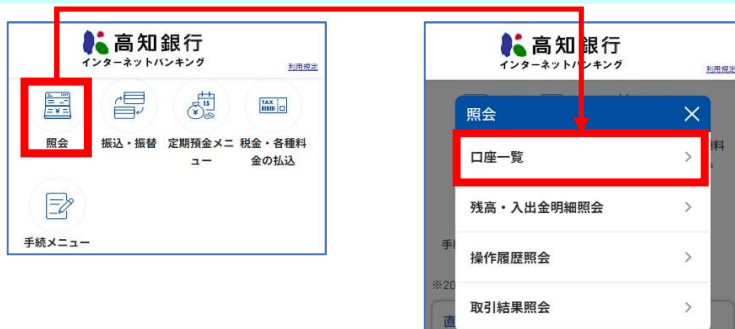 高知銀行
インターネットバンキング
利用規定
照会
振込・振替
定期預金メニ
ュー
税金・各種料
金の払込
手続メニュー
高知銀行
インターネットバンキング
利用規定
照会
口座一覧
残高・入出金明細照会
操作履歴照会
取引結果照会
料
手
※20
直